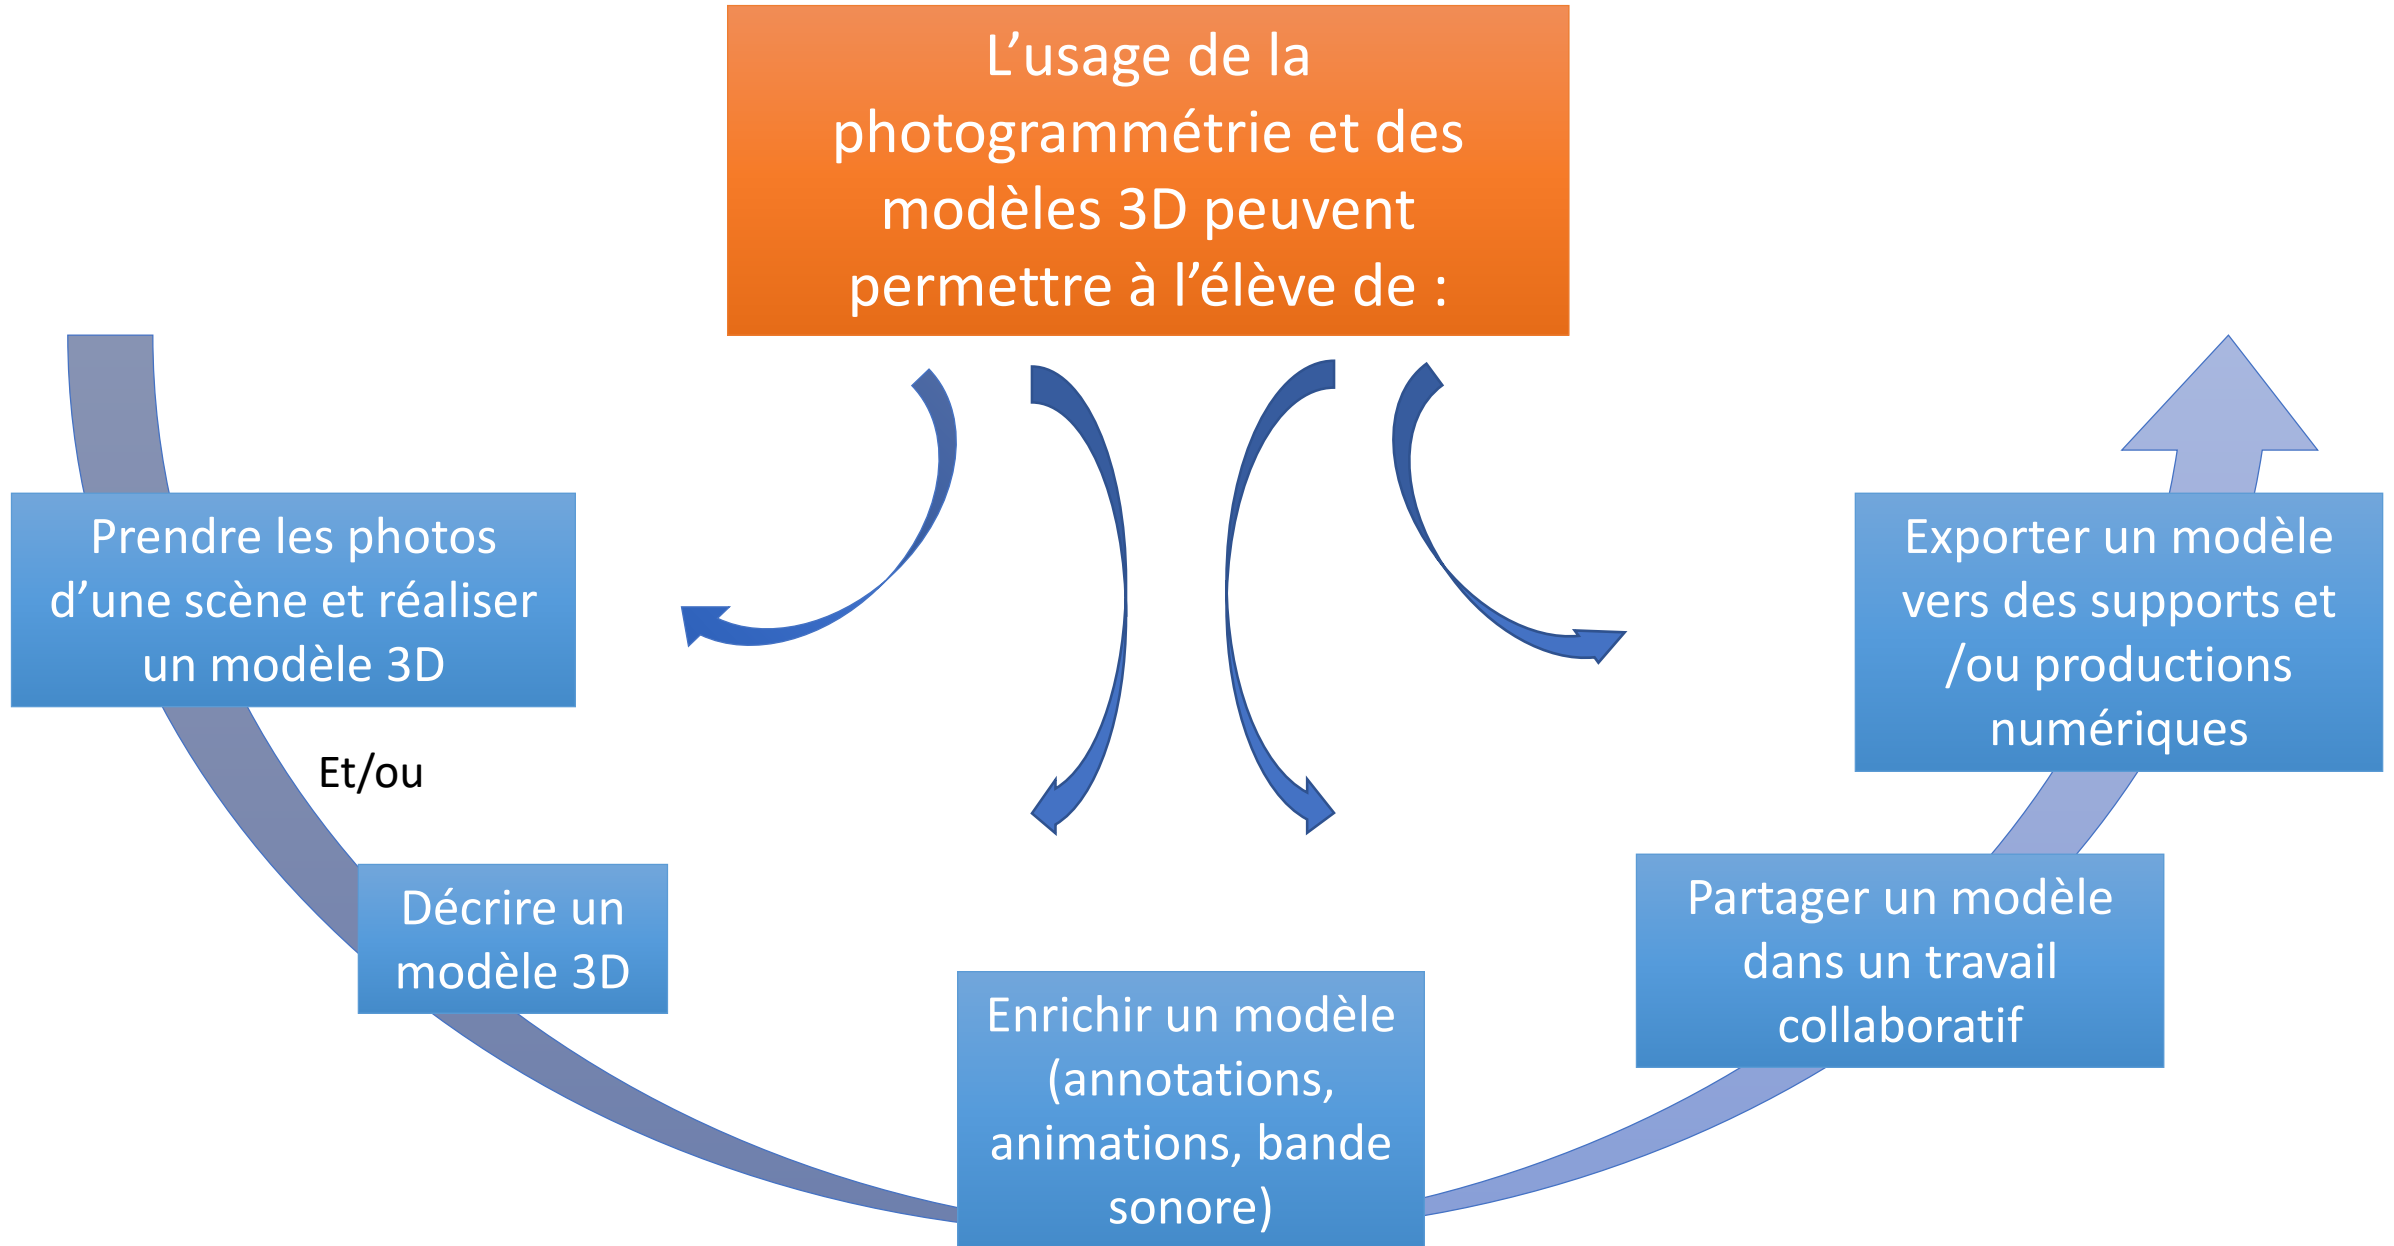 L’usage de la
photogrammétrie et des
modèles 3D peuvent
permettre à l’élève de :
Prendre les photos
d’une scène et réaliser
un modèle 3D
Et/ou
Décrire un
modèle 3D
Enrichir un modèle
(annotations,
animations, bande
sonore)
Partager un modèle
dans un travail
collaboratif
Exporter un modèle
vers des supports et
/ou productions
numériques